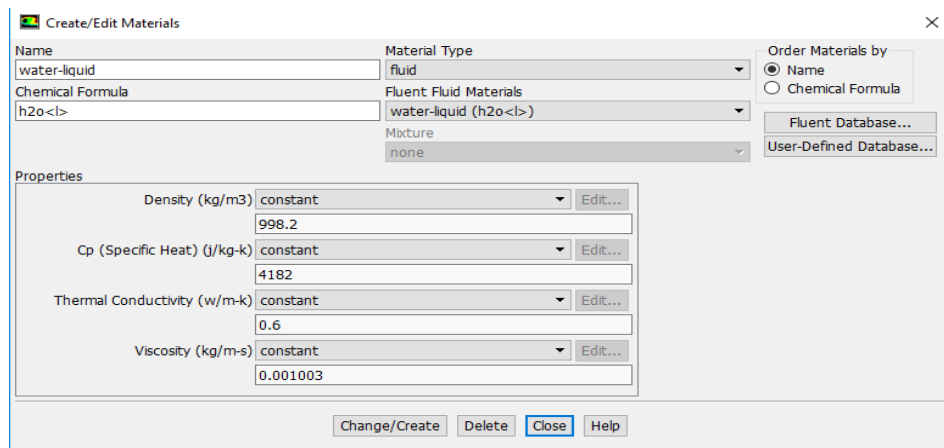 Create/Edit Materials
Name
Material Type
Order Materials by
water-liquid
fluid
Name
Chemical Formula
Chemical Formula
Fluent Fluid Materials
h2o<l>
water-liquid (h2o<l>)
Fluent Database...
Mixture
none
User-Defined Database...
Properties
Density (kg/m3) constant Edit...
998.2
Cp (Specific Heat) (j/kg-k) constant Edit...
4182
Thermal Conductivity (w/m-k) constant Edit...
0.6
Viscosity (kg/m-s) constant Edit...
0.001003
Change/Create Delete Close Help